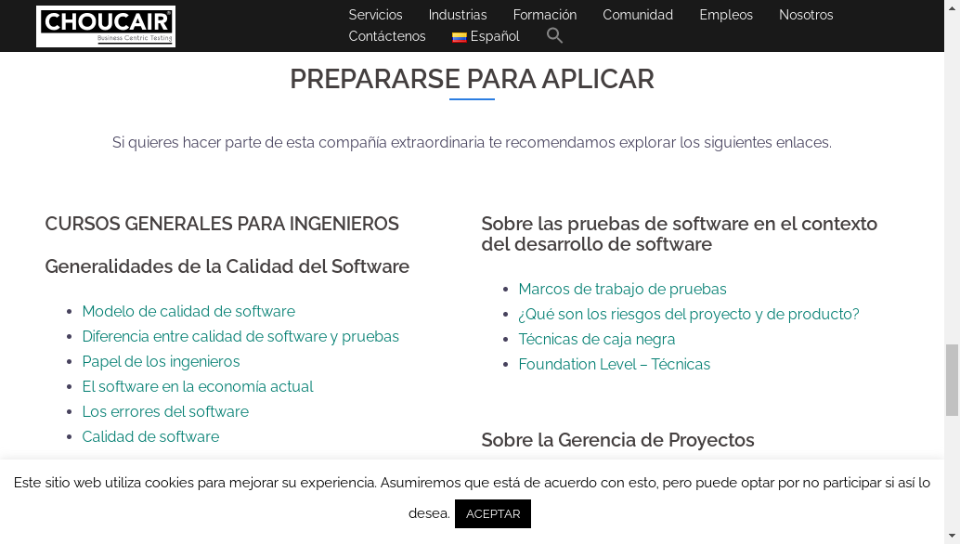 CHOUCAIR
Business Centric Testing
Servicios Industrias Formación Comunidad Empleos Nosotros
Contáctenos Español
PREPARARSE PARA APLICAR
Si quieres hacer parte de esta compañía extraordinaria te recomendamos explorar los siguientes enlaces.
CURSOS GENERALES PARA INGENIEROS
Generalidades de la Calidad del Software
Modelo de calidad de software
Diferencia entre calidad de software y pruebas
Papel de los ingenieros
El software en la economía actual
Los errores del software
Calidad de software
Sobre las pruebas de software en el contexto
del desarrollo de software
Marcos de trabajo de pruebas
¿Qué son los riesgos del proyecto y de producto?
Técnicas de caja negra
Foundation Level – Técnicas
Sobre la Gerencia de Proyectos
Este sitio web utiliza cookies para mejorar su experiencia. Asumiremos que está de acuerdo con esto, pero puede optar por no participar si así lo
desea. ACEPTAR